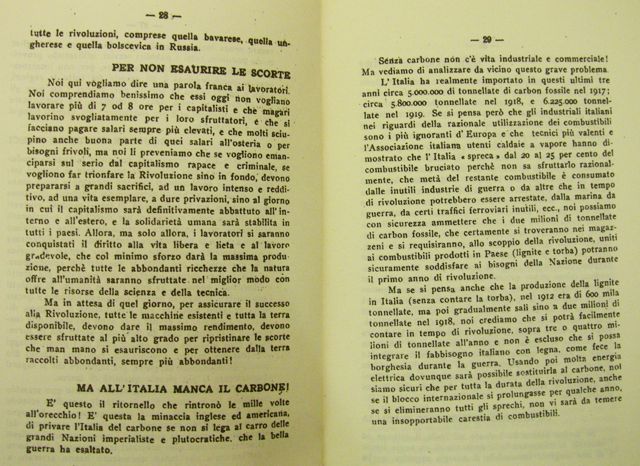 — 28 —
tutte le rivoluzioni, comprese quella bavarese, quella un-
gherese e quella bolscevica in Russia.
PER NON ESAURIRE LE SCORTE
Noi qui vogliamo dire una parola franca ai lavoratori.
Noi comprendiamo benissimo che essi oggi non vogliano
lavorare più di 7 od 8 ore per i capitalisti e che magari
lavorino svogliatamente per i loro sfruttatori, e che si
facciano pagare salari sempre più elevati, e che molti sciu-
pino anche buona parte di quei salari all'osteria o per
bisogni frivoli, ma noi li preveniamo che se vogliono eman-
ciparsi sul serio dal capitalismo rapace e criminale, se
vogliono far trionfare la Rivoluzione sino in fondo, devono
prepararsi a grandi sacrifici, ad un lavoro intenso e reddi-
tivo, ad una vita esemplare, a dure privazioni, sino al giorno
in cui il capitalismo sarà definitivamente abbattuto all'in-
terno e all'estero, e la solidarietà umana sarà stabilita in
tutti i paesi. Allora, ma solo allora, i lavoratori si saranno
conquistati il diritto alla vita libera e lieta e al lavoro
gradevole, che col minimo sforzo darà la massima produ-
zione, perchè tutte le abbondanti ricchezze che la natura
offre all'umanità saranno sfruttate nel miglior modo con
tutte le risorse della scienza e della tecnica.
Ma in attesa di quel giorno, per assicurare il successo
alla Rivoluzione, tutte le macchine esistenti e tutta la terra
disponibile, devono dare il massimo rendimento, devono
essere sfruttate al più alto grado per ripristinare le scorte
che man mano si esauriscono e per ottenere dalla terra
raccolti abbondanti, sempre più abbondanti!
MA ALL'ITALIA MANCA IL CARBONE!
E' questo il ritornello che rintronò le mille volte
all'orecchio! E' questa la minaccia inglese ed americana,
di privare l'Italia del carbone se non si lega al carro delle
grandi Nazioni imperialiste e plutocratiche, che la bella
guerra ha esaltato.
— 29 —
Senza carbone non c'è vita industriale e commerciale!
Ma vediamo di analizzare da vicino questo grave problema.
L'Italia ha realmente importato in questi ultimi tre
anni circa 5.000.000 di tonnellate di carbon fossile nel 1917;
circa 5.800.000 tonnellate nel 1918, e 6.225.000 tonnel-
late nel 1919. Se si pensa però che gli industriali italiani
nei riguardi della razionale utilizzazione dei combustibili
sono i più ignoranti d'Europa e che tecnici più valenti e
l'Associazione italiana utenti caldaie a vapore hanno di-
mostrato che l'Italia « spreca » dal 20 al 25 per cento del
combustibile bruciato perchè non sa sfruttarlo razional-
mente, che metà del restante combustibile è consumato
dalle inutili industrie di guerra o da altre che in tempo
di rivoluzione potrebbero essere arrestate, dalla marina da
guerra, da certi traffici ferroviari inutili, ecc., noi possiamo
con sicurezza ammettere che i due milioni di tonnellate
di carbon fossile, che certamente si troveranno nei magaz-
zeni e si requisiranno, allo scoppio della rivoluzione, uniti
ai combustibili prodotti in Paese (lignite e torba) potranno
sicuramente soddisfare ai bisogni della Nazione durante
il primo anno di rivoluzione.
Ma se si pensa anche che la produzione della lignite
in Italia (senza contare la torba), nel 1912 era di 600 mila
tonnellate, ma poi gradualmente salì sino a due milioni di
tonnellate nel 1918, noi crediamo che si potrà facilmente
contare in tempo di rivoluzione, sopra tre o quattro mi-
lioni di tonnellate all'anno e non è escluso che si possa
integrare il fabbisogno italiano con legna, come fece la
borghesia durante la guerra. Usando poi molta energia
elettrica dovunque sarà possibile sostituirla al carbone, noi
siamo sicuri che per tutta la durata della rivoluzione, anche
se il blocco internazionale si prolungasse per qualche anno,
se si elimineranno tutti gli sprechi, non vi sarà da temere
una insopportabile carestia di combustibili.